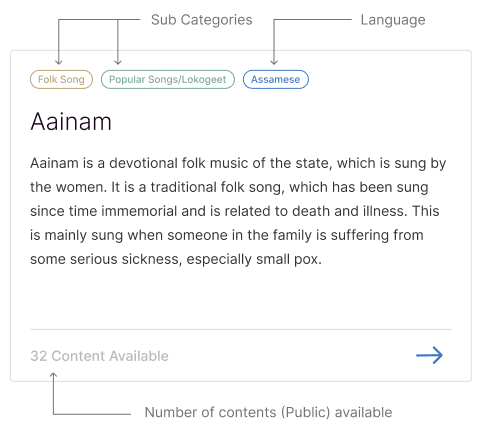 Sub Categories
Language
Folk Song
Popular Songs/Lokogeet
Assamese
Aainam
Aainam is a devotional folk music of the state, which is sung by
the women. It is a traditional folk song, which has been sung
since time immemorial and is related to death and illness. This
is mainly sung when someone in the family is suffering from
some serious sickness, especially small pox.
32 Content Available
Number of contents (Public) available